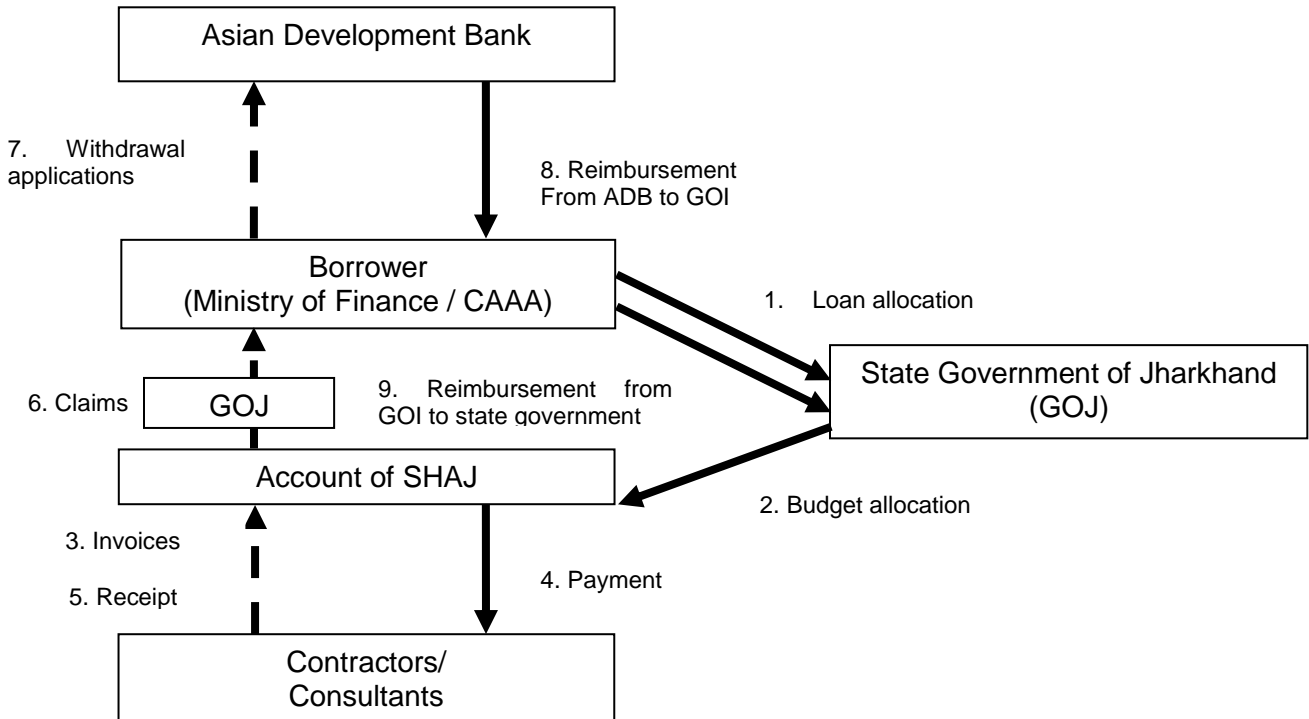 Asian Development Bank
7. Withdrawal
applications
8. Reimbursement
From ADB to GOI
Borrower
(Ministry of Finance / CAAA)
1. Loan allocation
State Government of Jharkhand
(GOJ)
6. Claims
GOJ
9. Reimbursement from
GOI to state government
Account of SHAJ
2. Budget allocation
3. Invoices
5. Receipt
4. Payment
Contractors/
Consultants